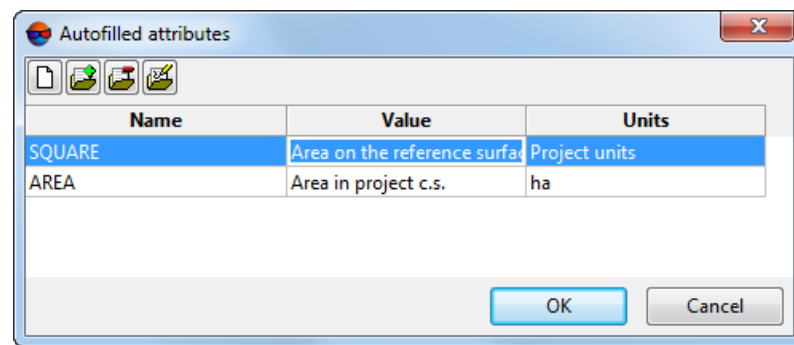 Autofilled attributes
Name Value Units
SQUARE Area on the reference surfac Project units
AREA Area in project c.s. ha
OK Cancel